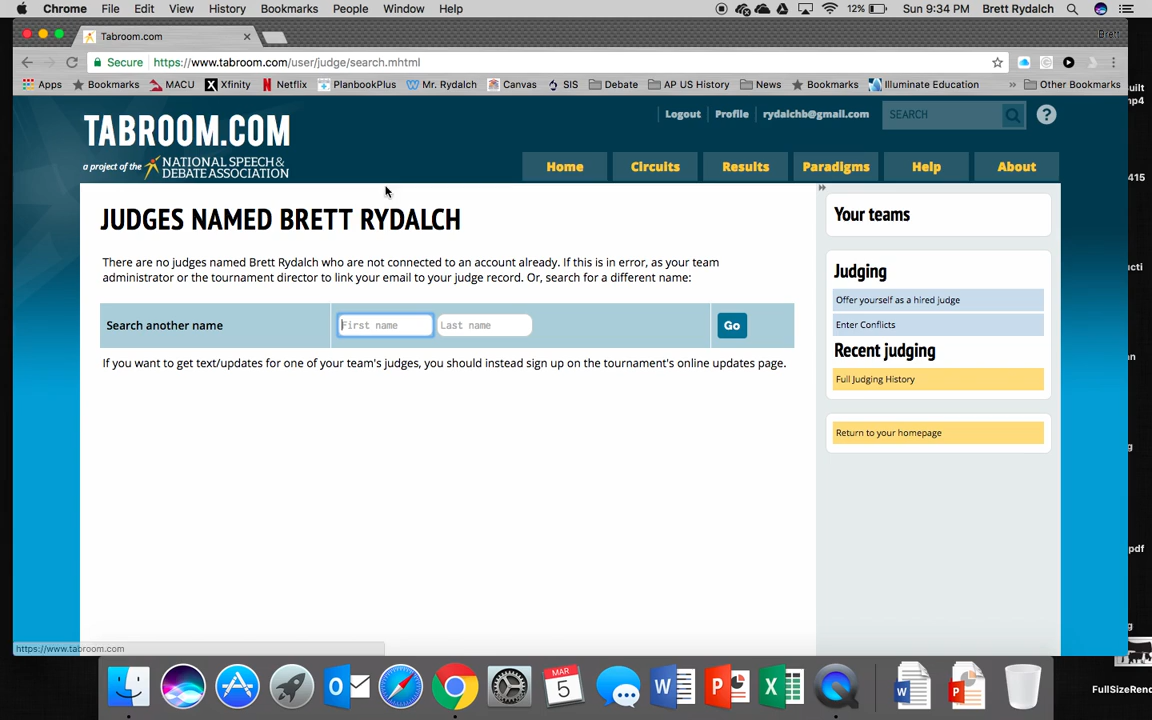 Chrome File Edit View History Bookmarks People Window Help 12% Sun 9:34 PM Brett Rydalch
Tabroom.com
Brett
Secure https://www.tabroom.com/user/judge/search.mhtml
Apps Bookmarks MACU Xfinity Netflix PlanbookPlus Mr. Rydalch Canvas SIS Debate AP US History News Bookmarks Illuminate Education » Other Bookmarks
TABROOM.COM
a project of the NATIONAL SPEECH & DEBATE ASSOCIATION
Logout Profile rydalchb@gmail.com SEARCH ?
Home Circuits Results Paradigms Help About
JUDGES NAMED BRETT RYDALCH
There are no judges named Brett Rydalch who are not connected to an account already. If this is in error, as your team
administrator or the tournament director to link your email to your judge record. Or, search for a different name:
Search another name First name Last name Go
If you want to get text/updates for one of your team's judges, you should instead sign up on the tournament's online updates page.
Your teams
Judging
Offer yourself as a hired judge
Enter Conflicts
Recent judging
Full Judging History
Return to your homepage
https://www.tabroom.com
MAR
5
FullSizeRend